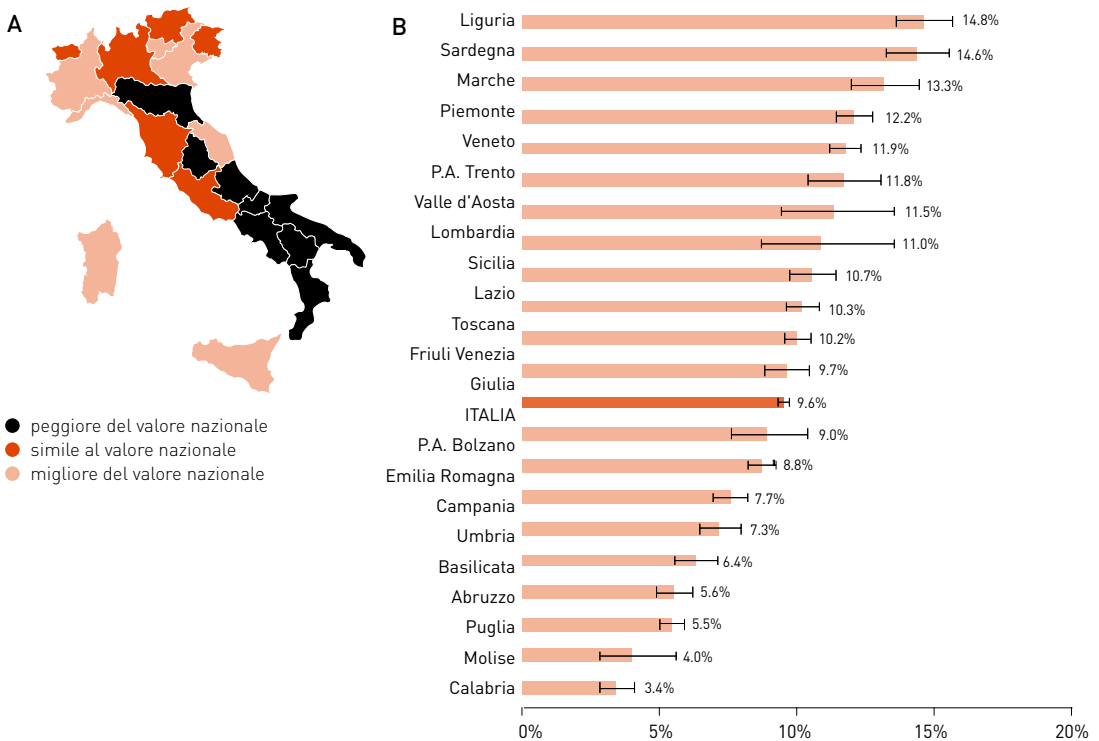 A
peggiore del valore nazionale
simile al valore nazionale
migliore del valore nazionale
B
Liguria
Sardegna
Marche
Piemonte
Veneto
P.A. Trento
Valle d'Aosta
Lombardia
Sicilia
Lazio
Toscana
Friuli Venezia
Giulia
ITALIA
P.A. Bolzano
Emilia Romagna
Campania
Umbria
Basilicata
Abruzzo
Puglia
Molise
Calabria
14.8%
14.6%
13.3%
12.2%
11.9%
11.8%
11.5%
11.0%
10.7%
10.3%
10.2%
9.7%
9.6%
9.0%
8.8%
7.7%
7.3%
6.4%
5.6%
5.5%
4.0%
3.4%
0% 5% 10% 15% 20%